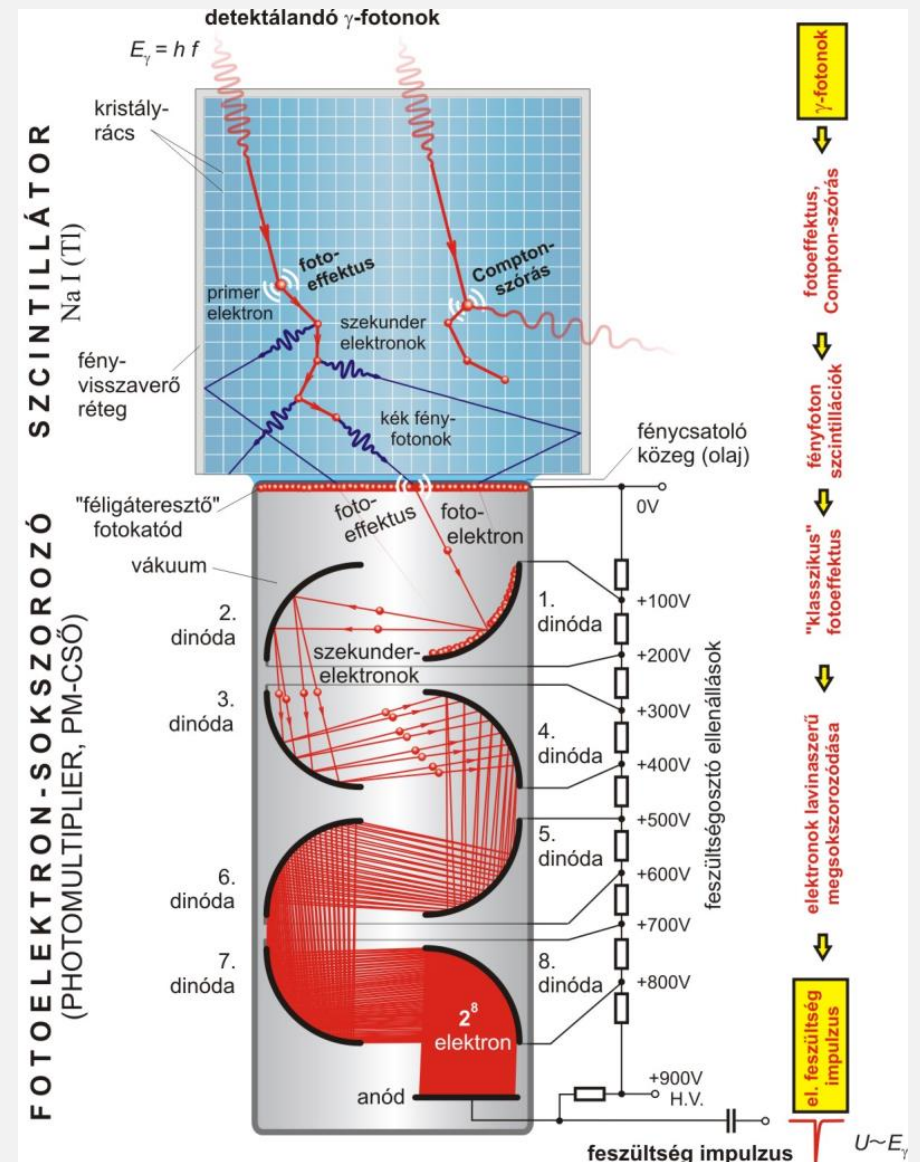 detektálandó γ-fotonok
Eγ = h f
kristály-
rács
SZCINTILLÁTOR
Na I (Tl)
primer
elektron
foto-
effektus
Compton-
szórás
szekunder
elektronok
fény-
visszaverő
réteg
kék fény-
fotonok
fénycsatoló
közeg (olaj)
FOTOELEKTRON-SOKSZOROZÓ
(PHOTOMULTIPLIER, PM-CSŐ)
"féligáteresztő"
fotokatód
foto-
effektus
foto-
elektron
0V
vákuum
1.
dinóda
+100V
2.
dinóda
+200V
szekunder-
elektronok
3.
dinóda
+300V
4.
dinóda
+400V
5.
dinóda
+500V
6.
dinóda
+600V
7.
dinóda
+700V
8.
dinóda
+800V
2⁸
elektron
feszültségosztó ellenállások
anód
+900V
H.V.
feszültség impulzus
γ-fotonok
fotoeffektus,
Compton-szórás
fényfoton
szcintillációk
"klasszikus"
fotoeffektus
elektronok lavinaszerű
megsokszorozódása
el. feszültség
impulzus
U~Eγ